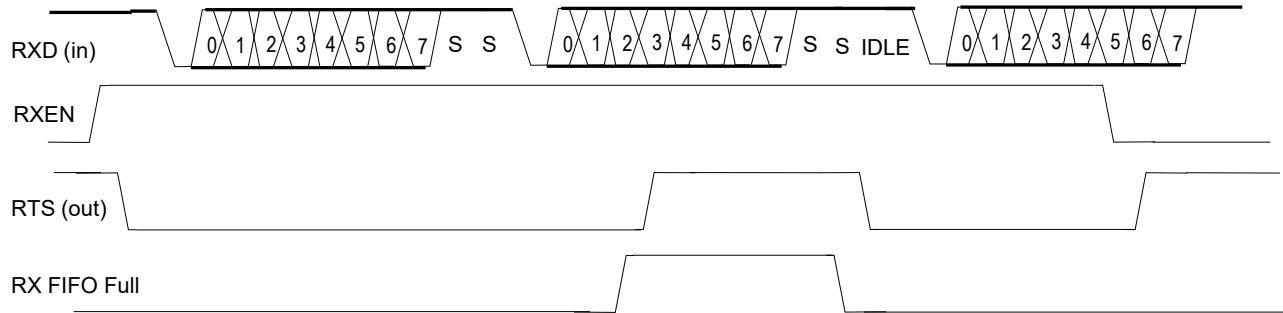 RXD (in) 0 1 2 3 4 5 6 7 S S 0 1 2 3 4 5 6 7 S S IDLE 0 1 2 3 4 5 6 7
RXEN
RTS (out)
RX FIFO Full